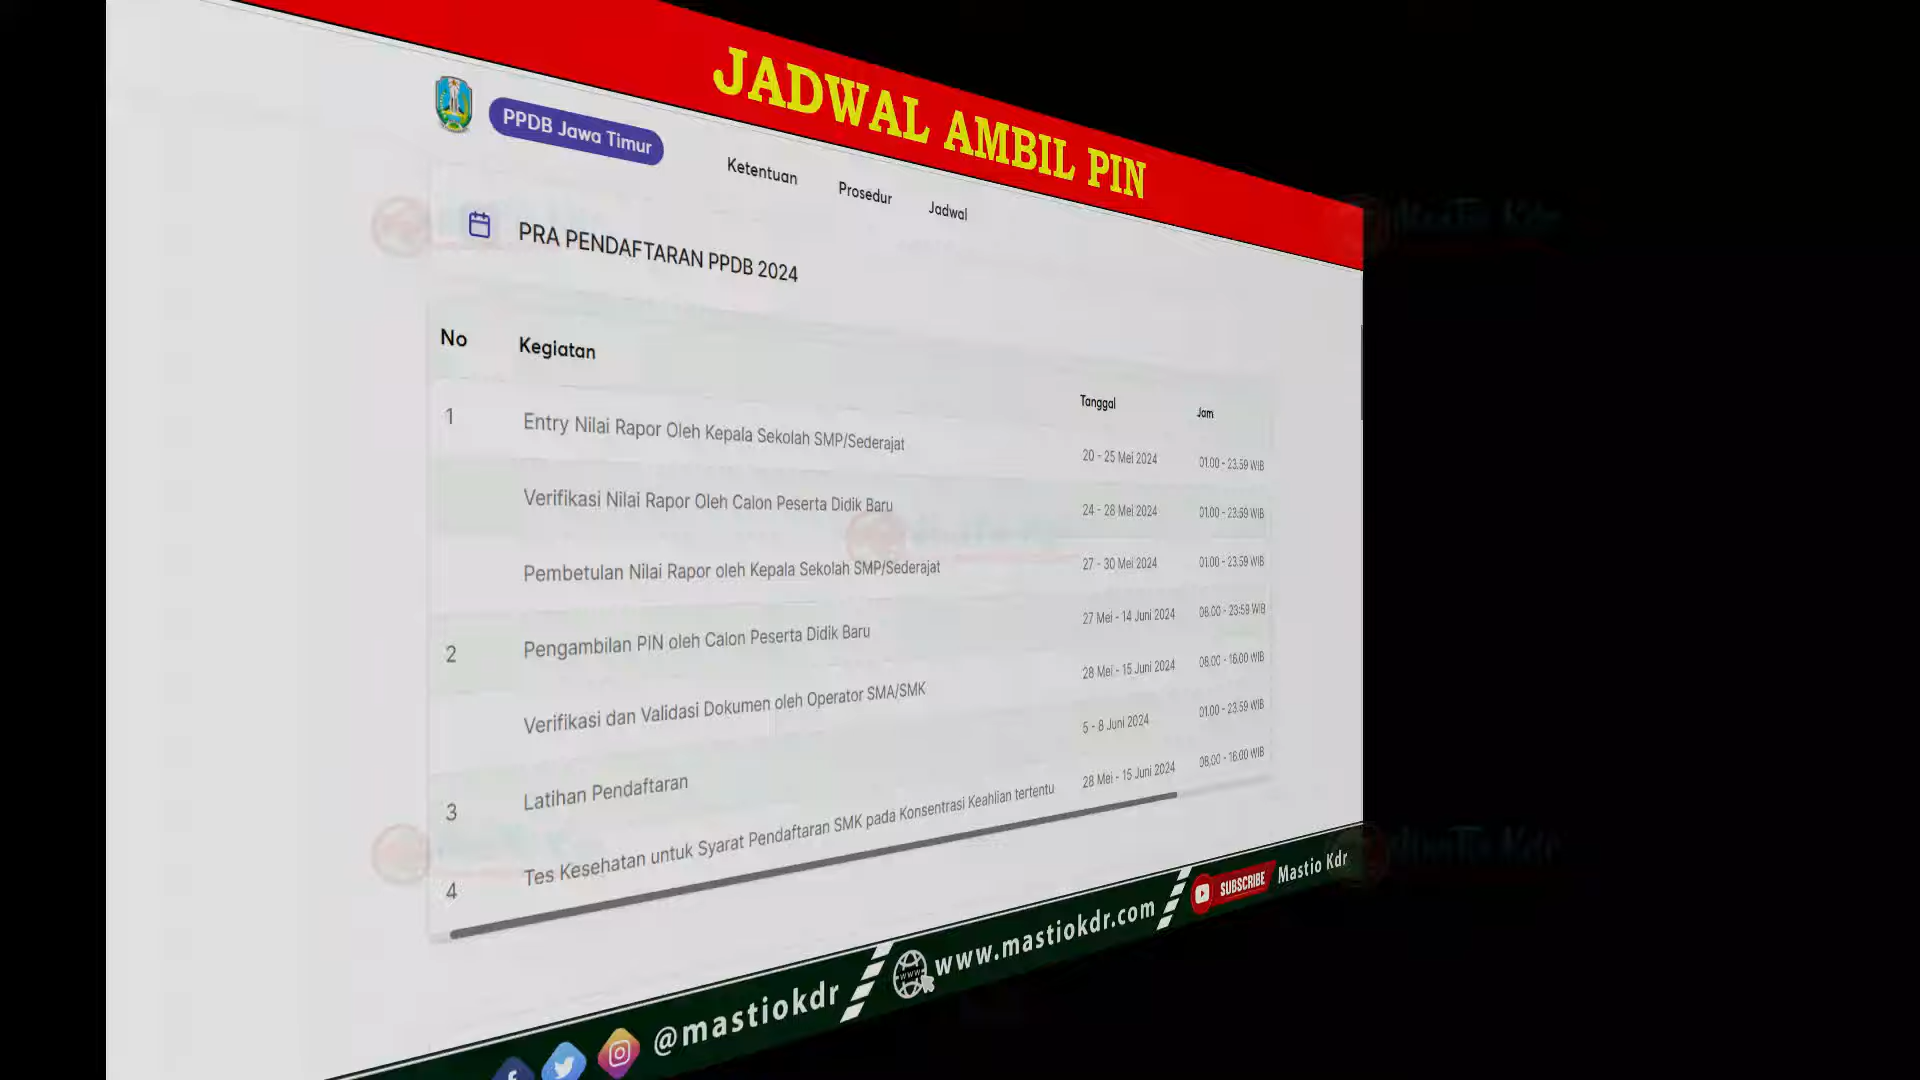 JADWAL AMBIL PIN
PPDB Jawa Timur
Ketentuan Prosedur Jadwal
PRA PENDAFTARAN PPDB 2024
No Kegiatan Tanggal Jam
1 Entry Nilai Rapor Oleh Kepala Sekolah SMP/Sederajat 20 - 25 Mei 2024 01.00 - 23.59 WIB
Verifikasi Nilai Rapor Oleh Calon Peserta Didik Baru 24 - 28 Mei 2024 01.00 - 23:59 WIB
Pembetulan Nilai Rapor oleh Kepala Sekolah SMP/Sederajat 27 - 30 Mei 2024 01.00 - 23.59 WIB
2 Pengambilan PIN oleh Calon Peserta Didik Baru 27 Mei - 14 Juni 2024 08.00 - 23:59 WIB
Verifikasi dan Validasi Dokumen oleh Operator SMA/SMK 28 Mei - 15 Juni 2024 08.00 - 16.00 WIB
3 Latihan Pendaftaran 5 - 8 Juni 2024 01.00 - 23.59 WIB
4 Tes Kesehatan untuk Syarat Pendaftaran SMK pada Konsentrasi Keahlian tertentu 28 Mei - 15 Juni 2024 08.00 - 16.00 WIB
@mastiokdr www.mastiokdr.com SUBSCRIBE Mastio Kdr